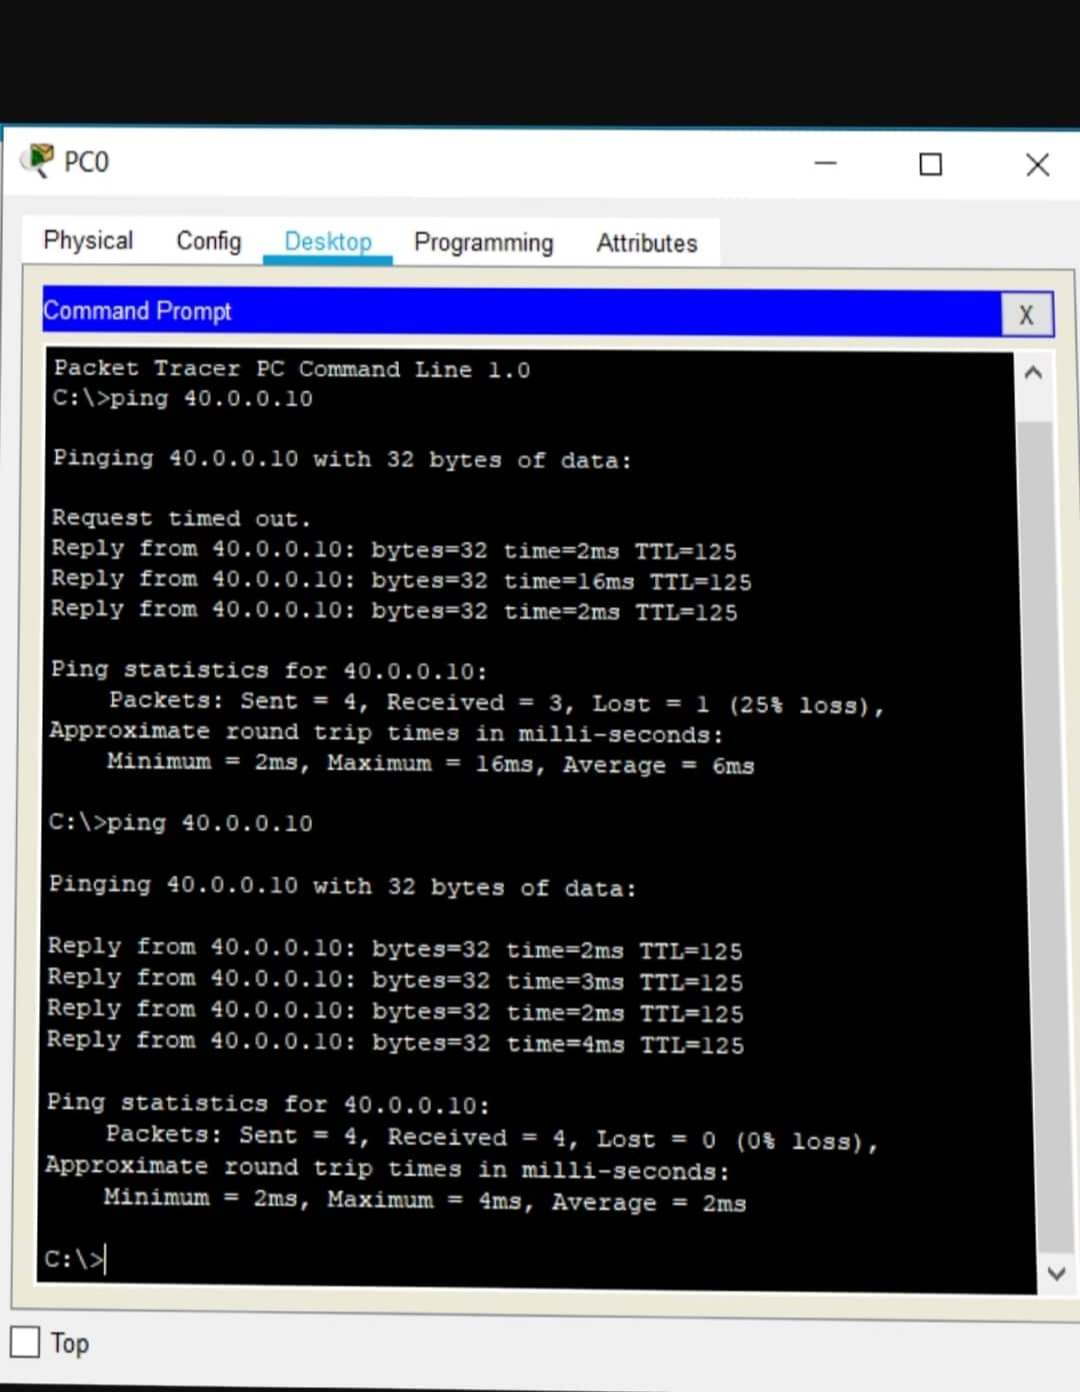 PC0
Physical Config Desktop Programming Attributes
Command Prompt
X
Packet Tracer PC Command Line 1.0
C:\>ping 40.0.0.10
Pinging 40.0.0.10 with 32 bytes of data:
Request timed out.
Reply from 40.0.0.10: bytes=32 time=2ms TTL=125
Reply from 40.0.0.10: bytes=32 time=16ms TTL=125
Reply from 40.0.0.10: bytes=32 time=2ms TTL=125
Ping statistics for 40.0.0.10:
Packets: Sent = 4, Received = 3, Lost = 1 (25% loss),
Approximate round trip times in milli-seconds:
Minimum = 2ms, Maximum = 16ms, Average = 6ms
C:\>ping 40.0.0.10
Pinging 40.0.0.10 with 32 bytes of data:
Reply from 40.0.0.10: bytes=32 time=2ms TTL=125
Reply from 40.0.0.10: bytes=32 time=3ms TTL=125
Reply from 40.0.0.10: bytes=32 time=2ms TTL=125
Reply from 40.0.0.10: bytes=32 time=4ms TTL=125
Ping statistics for 40.0.0.10:
Packets: Sent = 4, Received = 4, Lost = 0 (0% loss),
Approximate round trip times in milli-seconds:
Minimum = 2ms, Maximum = 4ms, Average = 2ms
C:\>
Top